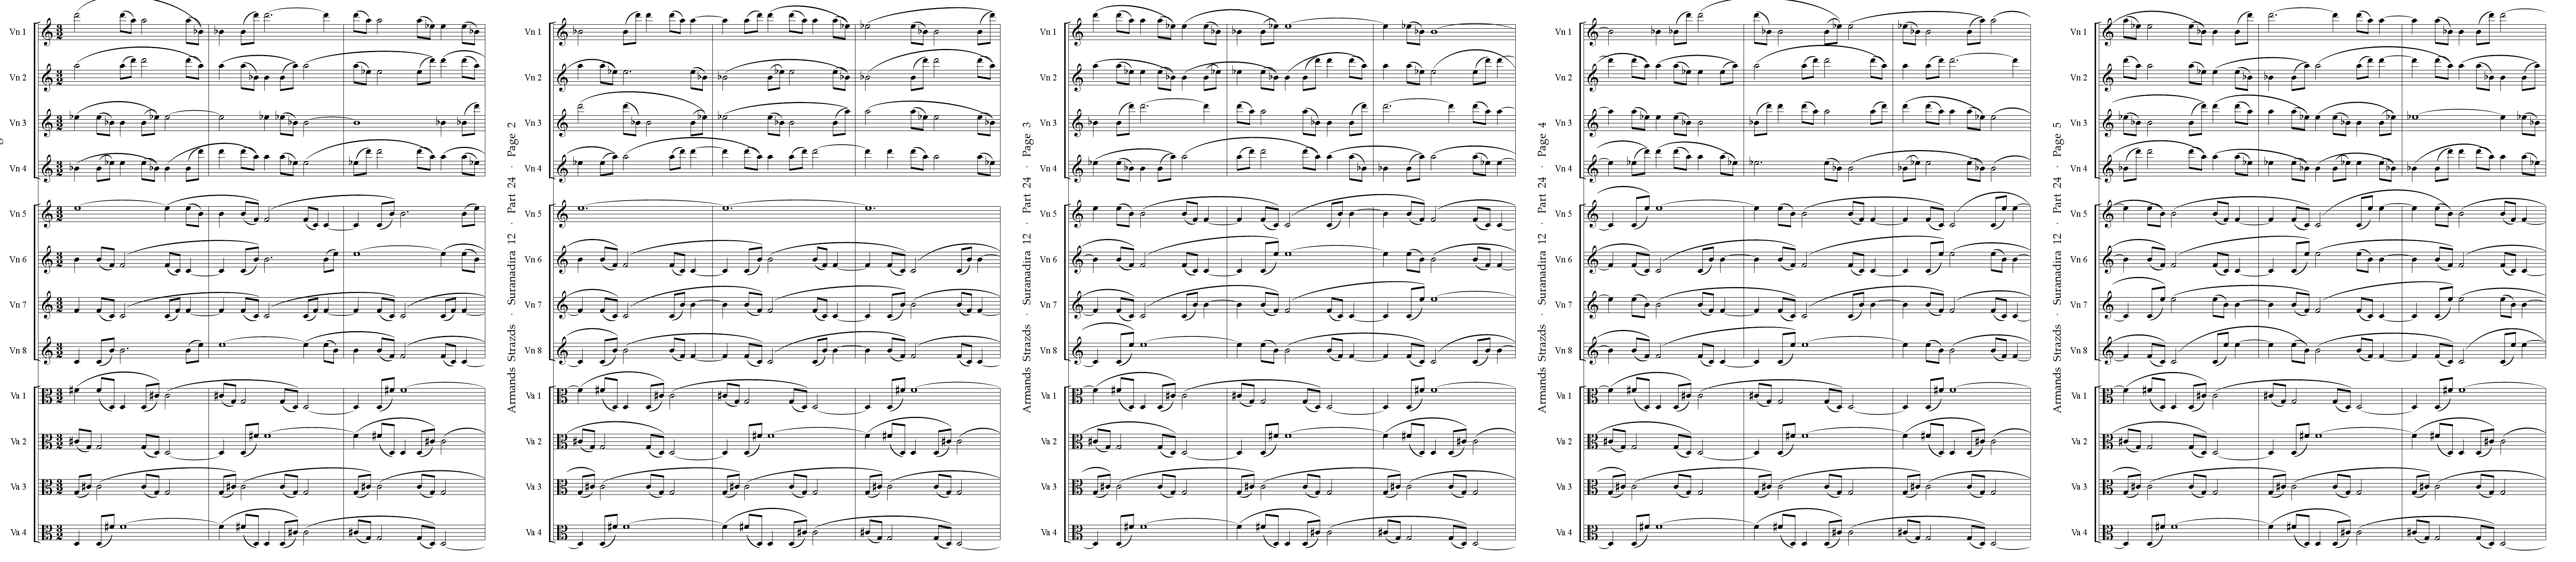 Vn 1
Vn 2
Vn 3
Vn 4
Vn 5
Vn 6
Vn 7
Vn 8
Va 1
Va 2
Va 3
Va 4
Armands Strazds · Suranadira 12 · Part 24 · Page 2
Vn 1
Vn 2
Vn 3
Vn 4
Vn 5
Vn 6
Vn 7
Vn 8
Va 1
Va 2
Va 3
Va 4
Armands Strazds · Suranadira 12 · Part 24 · Page 3
Vn 1
Vn 2
Vn 3
Vn 4
Vn 5
Vn 6
Vn 7
Vn 8
Va 1
Va 2
Va 3
Va 4
Armands Strazds · Suranadira 12 · Part 24 · Page 4
Vn 1
Vn 2
Vn 3
Vn 4
Vn 5
Vn 6
Vn 7
Vn 8
Va 1
Va 2
Va 3
Va 4
Armands Strazds · Suranadira 12 · Part 24 · Page 5
Vn 1
Vn 2
Vn 3
Vn 4
Vn 5
Vn 6
Vn 7
Vn 8
Va 1
Va 2
Va 3
Va 4